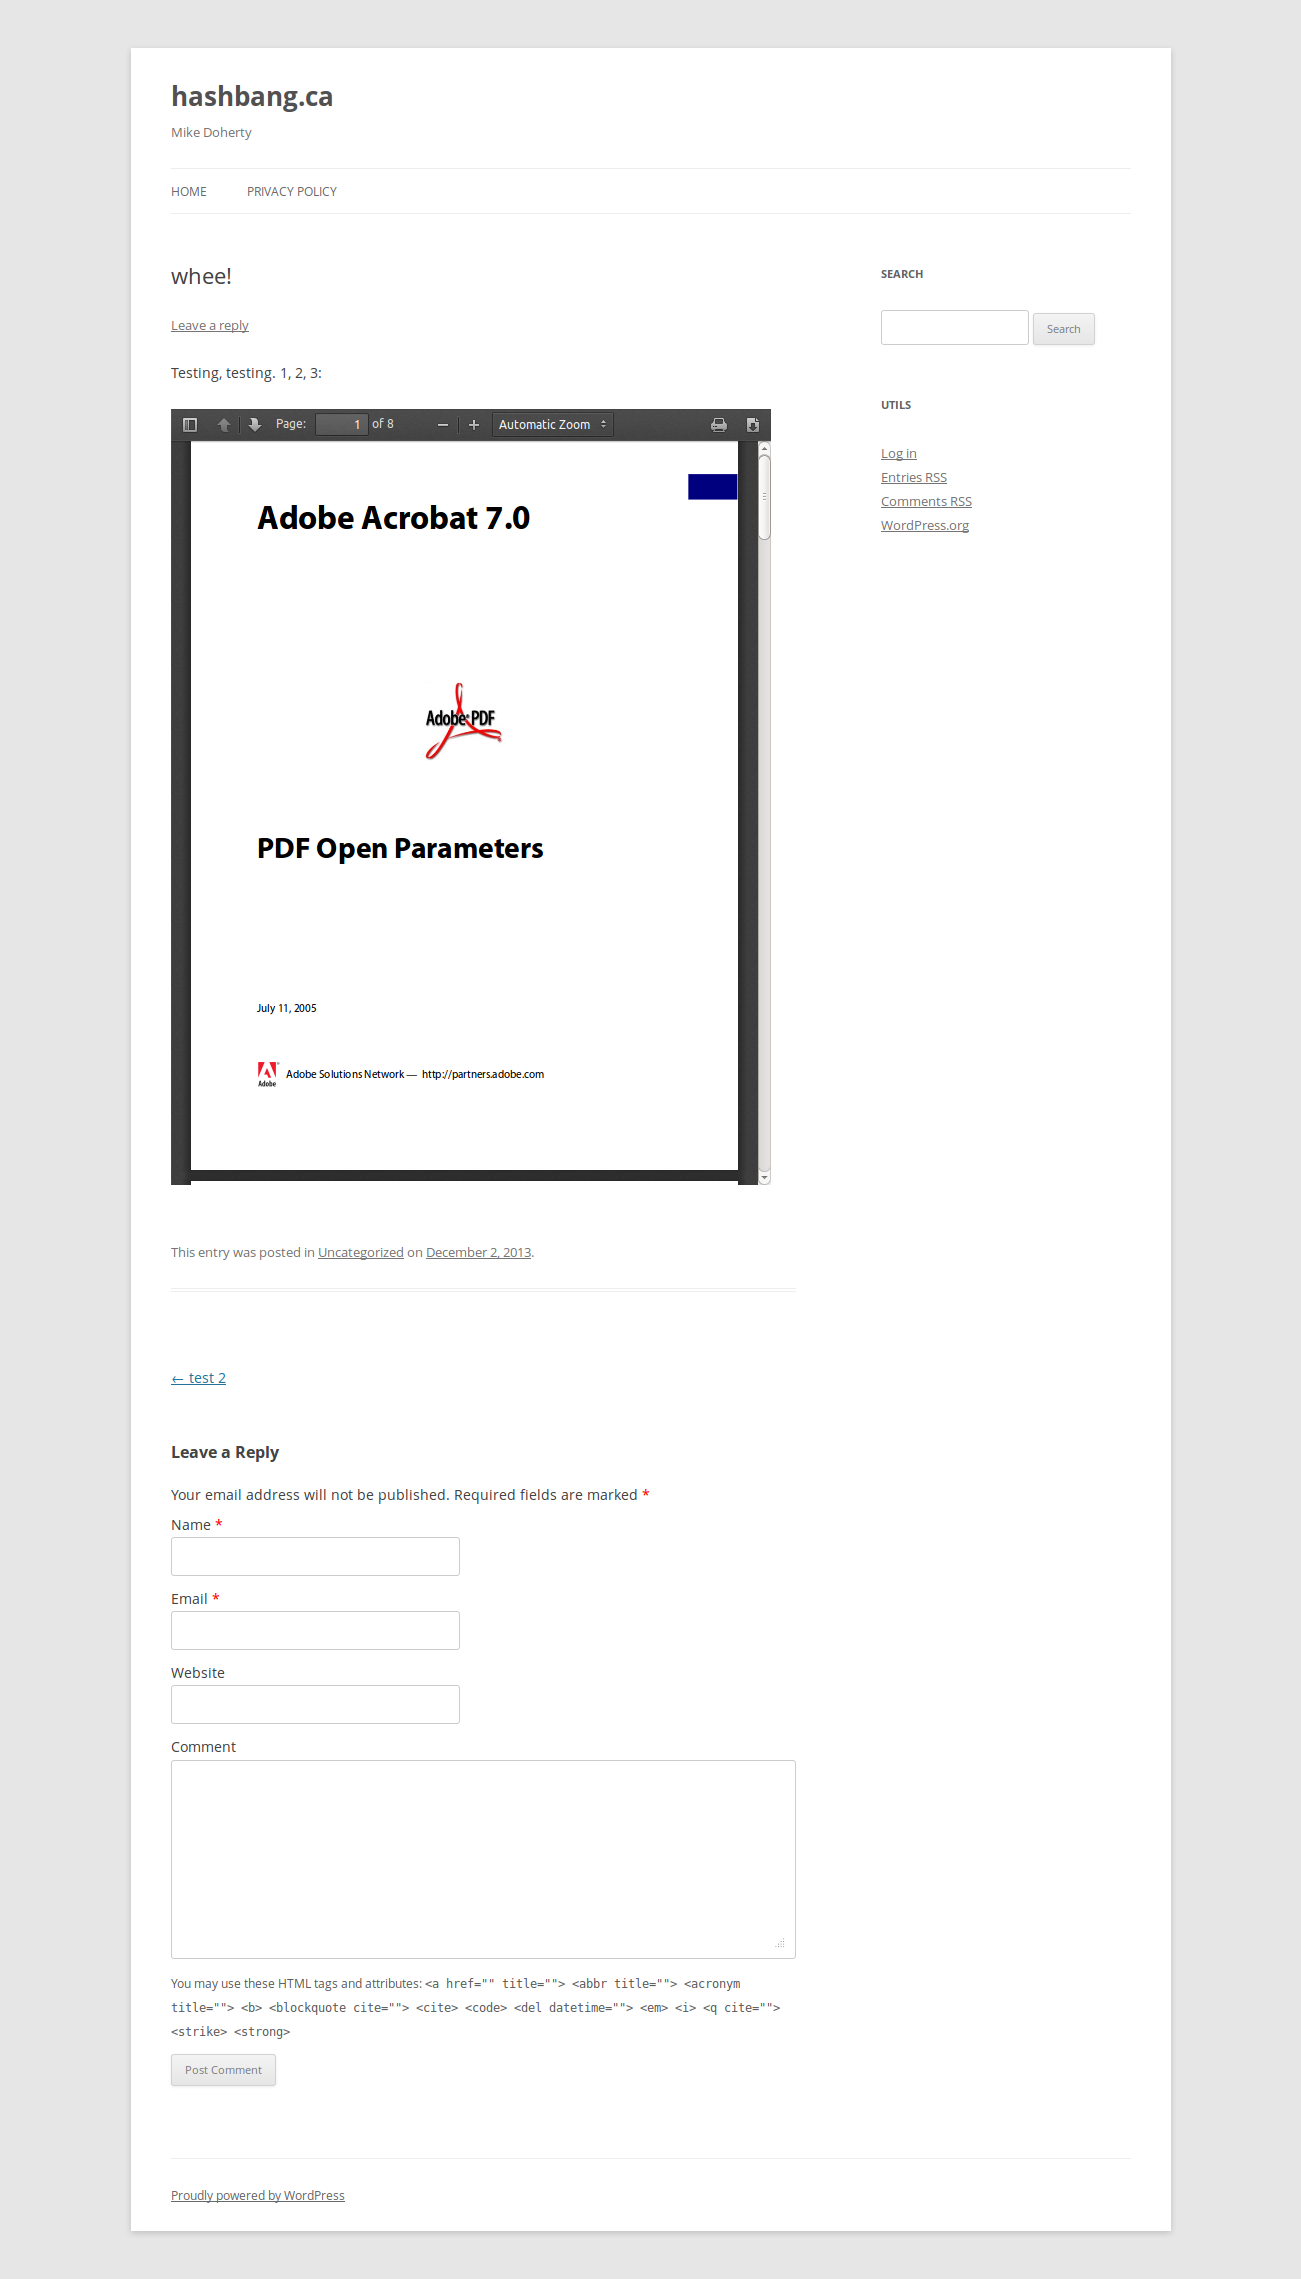 hashbang.ca
Mike Doherty
HOME PRIVACY POLICY
whee!
Leave a reply
Testing, testing. 1, 2, 3:
Page: 1 of 8 Automatic Zoom
Adobe Acrobat 7.0
Adobe PDF
PDF Open Parameters
July 11, 2005
Adobe
Adobe Solutions Network — http://partners.adobe.com
This entry was posted in Uncategorized on December 2, 2013.
← test 2
Leave a Reply
Your email address will not be published. Required fields are marked *
Name *
Email *
Website
Comment
You may use these HTML tags and attributes: <a href="" title=""> <abbr title=""> <acronym
title=""> <b> <blockquote cite=""> <cite> <code> <del datetime=""> <em> <i> <q cite="">
<strike> <strong>
Post Comment
SEARCH
Search
UTILS
Log in
Entries RSS
Comments RSS
WordPress.org
Proudly powered by WordPress